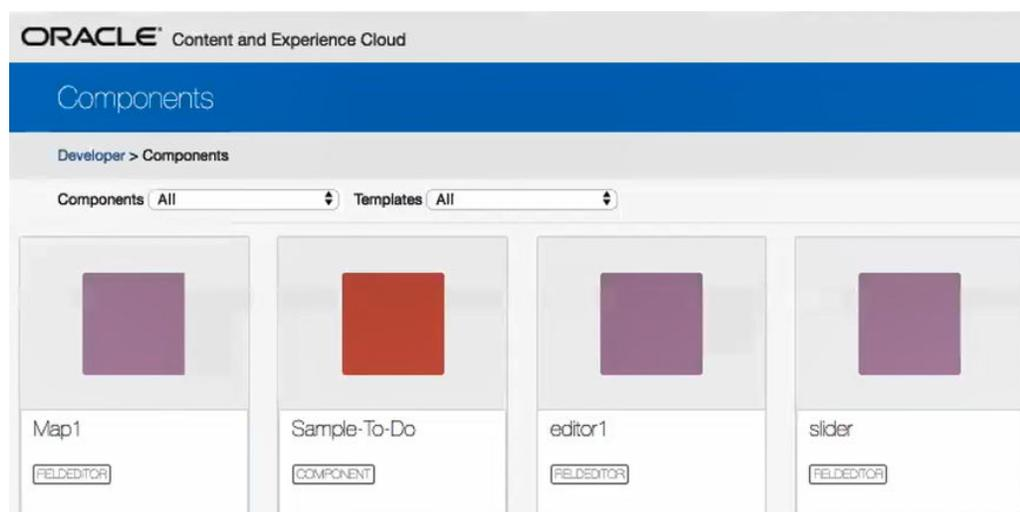 ORACLE Content and Experience Cloud
Components
Developer > Components
Components All Templates All
Map1 Sample-To-Do editor1 slider
FIELDEDITOR COMPONENT FIELDEDITOR FIELDEDITOR